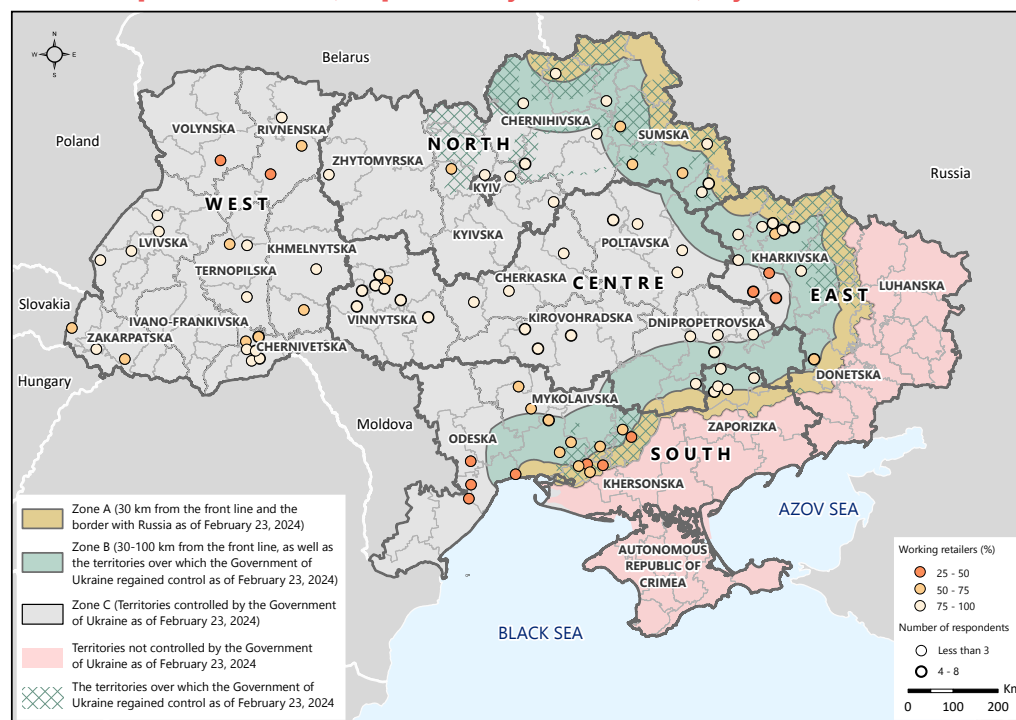 N
W E
S
Belarus
Poland
Russia
VOLYNSKA
RIVNENSKA
CHERNIHIVSKA
SUMSKA
NORTH
ZHYTOMYRSKA
KYIV
WEST
KYIVSKA
LVIVSKA
KHMELNYTSKA
POLTAVSKA
KHARKIVSKA
TERNOPILSKA
CHERKASKA
CENTRE
EAST
LUHANSKA
Slovakia
IVANO-FRANKIVSKA
VINNYTSKA
KIROVOHRADSKA
DNIPROPETROVSKA
ZAKARPATSKA
CHERNIVETSKA
Hungary
DONETSKA
MYKOLAIVSKA
Moldova
ZAPORIZKA
ODESKA
SOUTH
KHERSONSKA
AZOV SEA
AUTONOMOUS
REPUBLIC OF
CRIMEA
BLACK SEA
Zone A (30 km from the front line and the
border with Russia as of February 23, 2024)
Zone B (30-100 km from the front line, as well as
the territories over which the Government of
Ukraine regained control as of February 23, 2024)
Zone C (Territories controlled by the Government
of Ukraine as of February 23, 2024)
Territories not controlled by the Government
of Ukraine as of February 23, 2024
The territories over which the Government of
Ukraine regained control as of February 23, 2024
Working retailers (%)
25 - 50
50 - 75
75 - 100
Number of respondents
Less than 3
4 - 8
Km
0 100 200